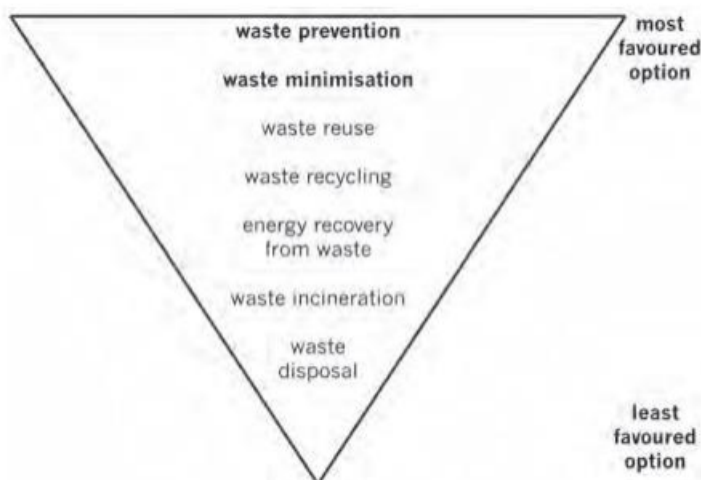 waste prevention
most
favoured
option
waste minimisation
waste reuse
waste recycling
energy recovery
from waste
waste incineration
waste
disposal
least
favoured
option